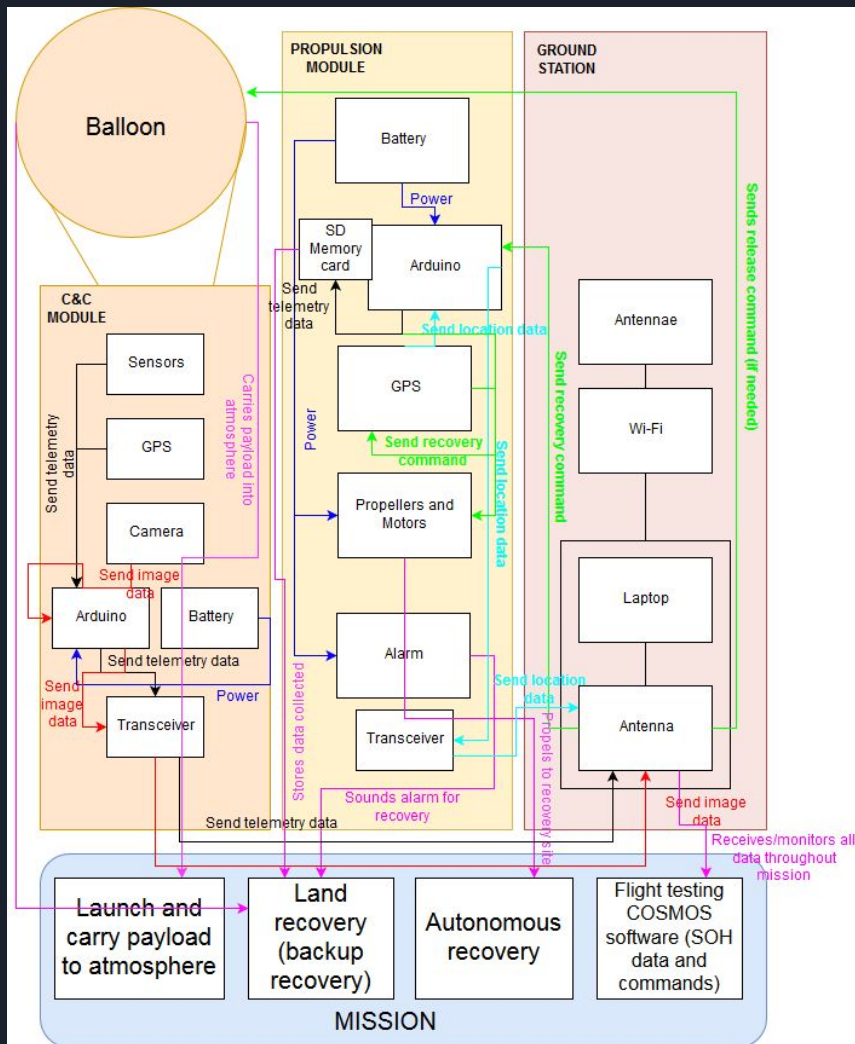 Balloon
PROPULSION
MODULE
GROUND
STATION
Battery
Power
SD
Memory
card
Arduino
Send
telemetry
data
Send location data
GPS
Send recovery
command
Power
Propellers and
Motors
Alarm
Transceiver
Send location data
Send location
data
Stores data collected
Sounds alarm for
recovery
Propels to recovery site
C&C
MODULE
Sensors
GPS
Camera
Send telemetry
data
Carries payload into
atmosphere
Send image
data
Arduino
Battery
Send telemetry data
Send
image
data
Power
Transceiver
Send telemetry data
Antennae
Wi-Fi
Laptop
Antenna
Send recovery command
Sends release command (if
needed)
Send image
data
Receives/monitors all
data throughout
mission
Launch and
carry payload
to atmosphere
Land
recovery
(backup
recovery)
Autonomous
recovery
Flight testing
COSMOS
software (SOH
data and
commands)
MISSION